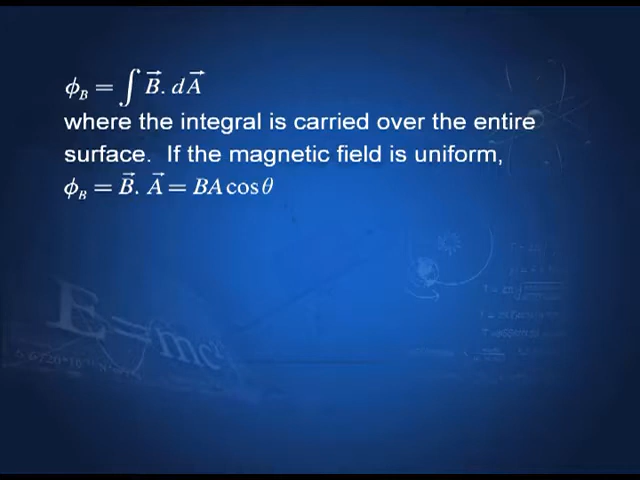 ϕ_B = ∫ B⃗. dA⃗
where the integral is carried over the entire
surface. If the magnetic field is uniform,
ϕ_B = B⃗. A⃗ = BA cos θ
E=mc²